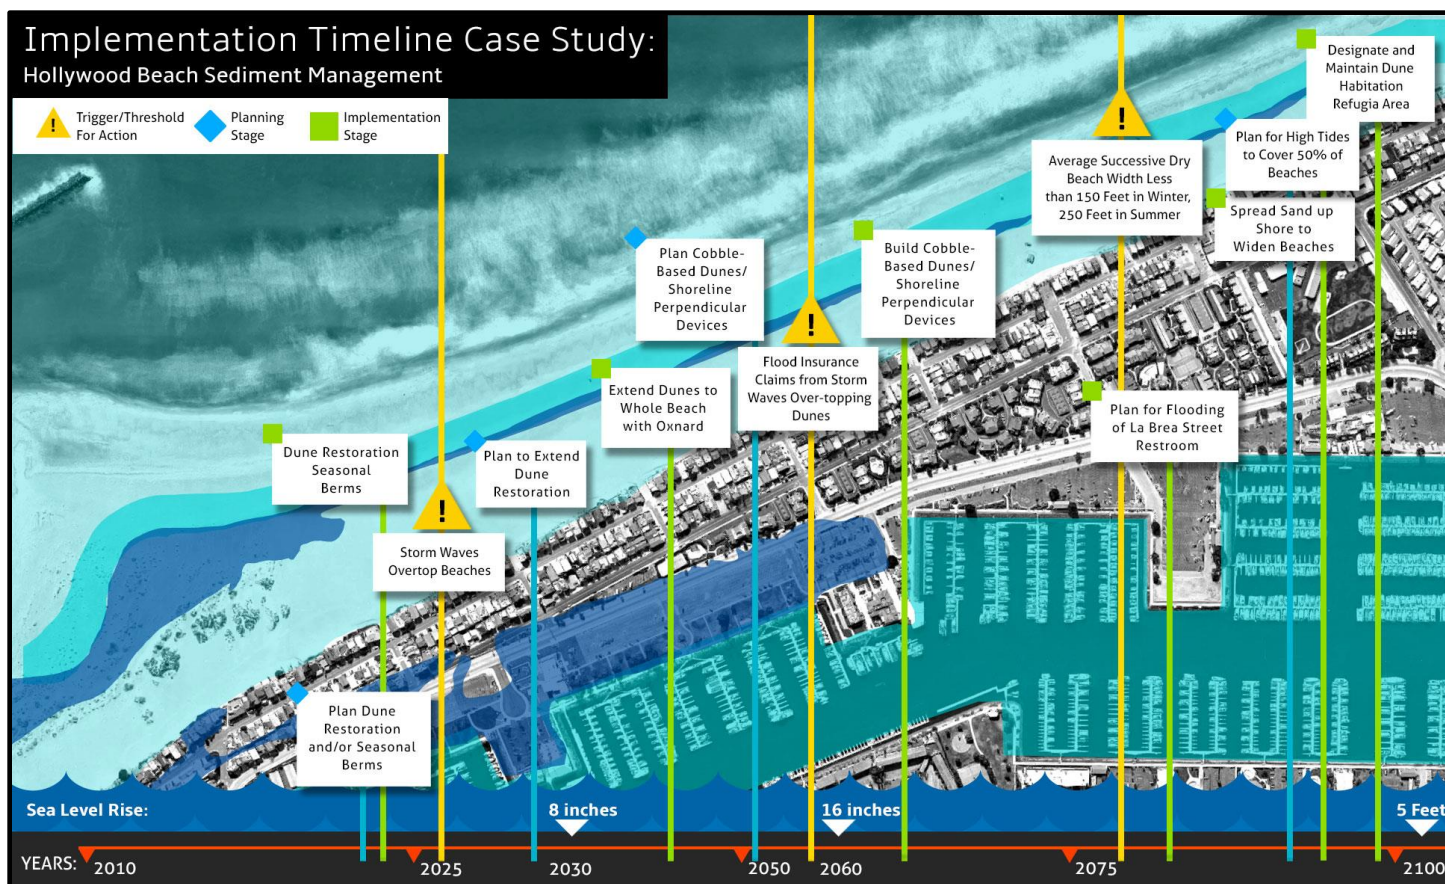 Implementation Timeline Case Study:
Hollywood Beach Sediment Management
!
Trigger/Threshold
For Action
Planning
Stage
Implementation
Stage
Designate and
Maintain Dune
Habitation
Refugia Area
!
Plan for High Tides
to Cover 50% of
Beaches
Average Successive Dry
Beach Width Less
than 150 Feet in Winter,
250 Feet in Summer
Spread Sand up
Shore to
Widen Beaches
Plan Cobble-
Based Dunes/
Shoreline
Perpendicular
Devices
Build Cobble-
Based Dunes/
Shoreline
Perpendicular
Devices
!
Flood Insurance
Claims from Storm
Waves Over-topping
Dunes
Extend Dunes to
Whole Beach
with Oxnard
Plan for Flooding
of La Brea Street
Restroom
Dune Restoration
Seasonal
Berms
Plan to Extend
Dune
Restoration
!
Storm Waves
Overtop Beaches
Plan Dune
Restoration
and/or Seasonal
Berms
Sea Level Rise:
8 inches
16 inches
5 Feet
YEARS:
2010
2025
2030
2050
2060
2075
2100